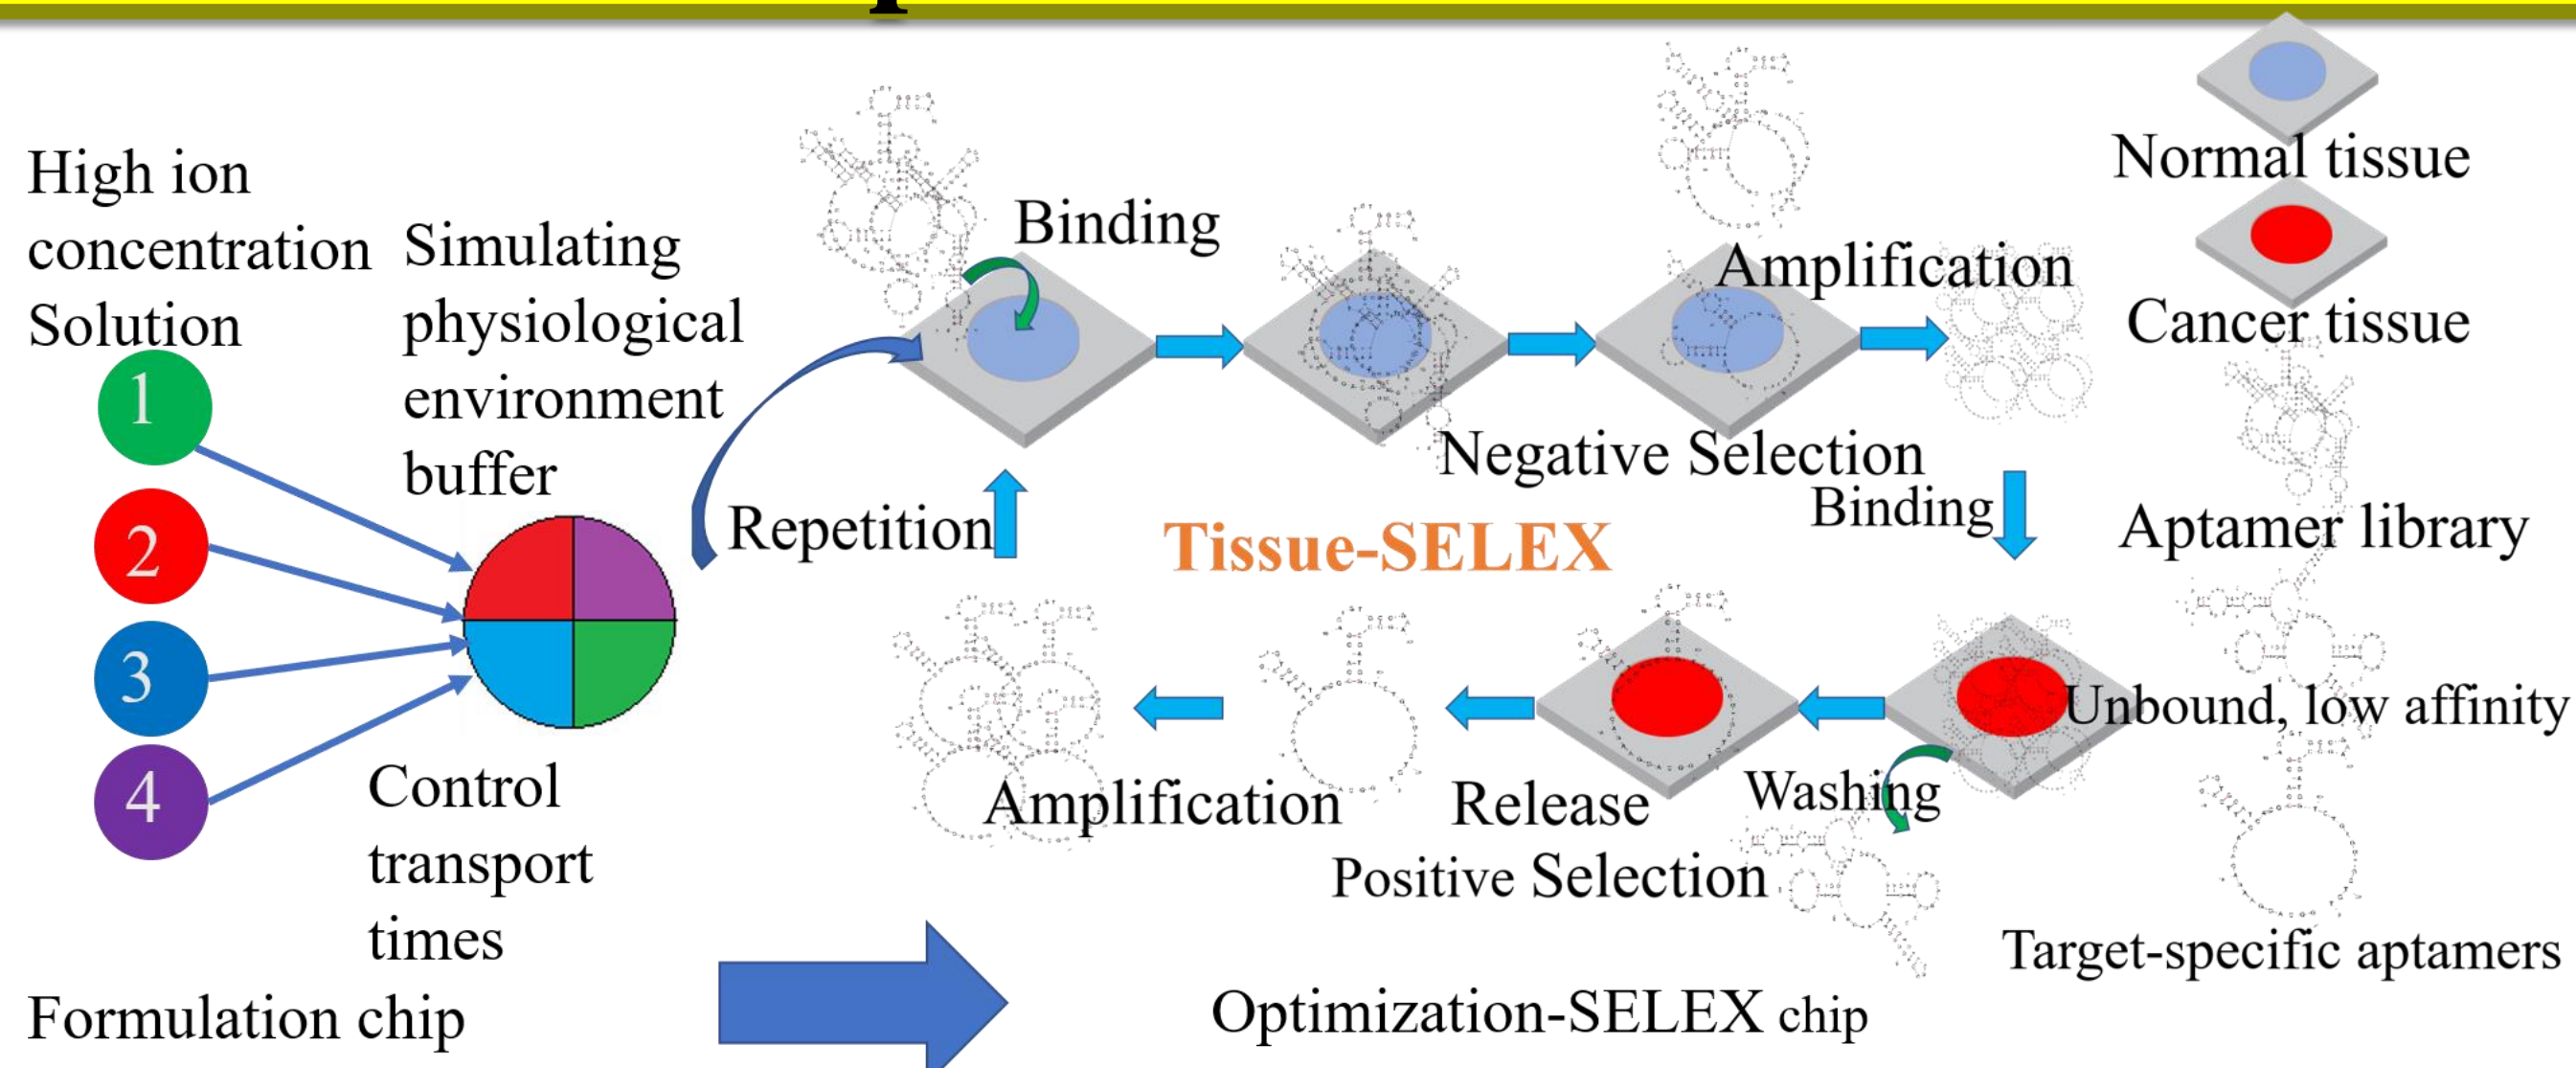 High ion
concentration
Solution
1
2
3
4
Simulating
physiological
environment
buffer
Control
transport
times
Formulation chip
Binding
Negative Selection
Amplification
Binding
Repetition
Tissue-SELEX
Washing
Release
Positive Selection
Amplification
Optimization-SELEX chip
Normal tissue
Cancer tissue
Aptamer library
Unbound, low affinity
Target-specific aptamers